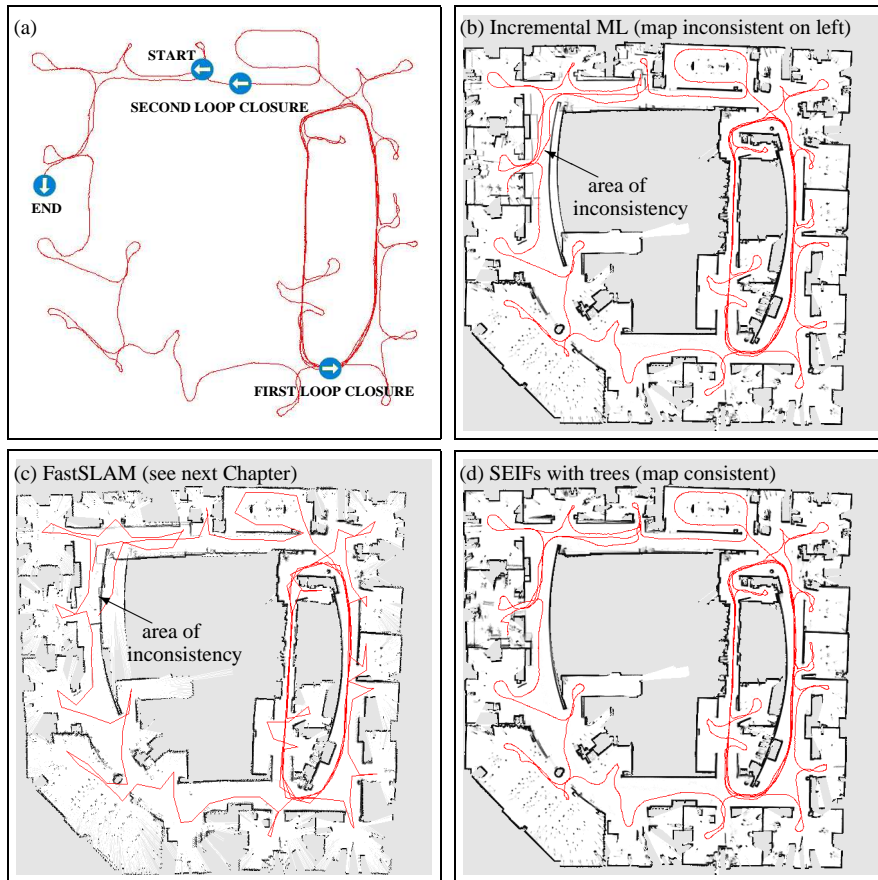 (a)
START
SECOND LOOP CLOSURE
END
FIRST LOOP CLOSURE
(b) Incremental ML (map inconsistent on left)
area of
inconsistency
(c) FastSLAM (see next Chapter)
area of
inconsistency
(d) SEIFs with trees (map consistent)